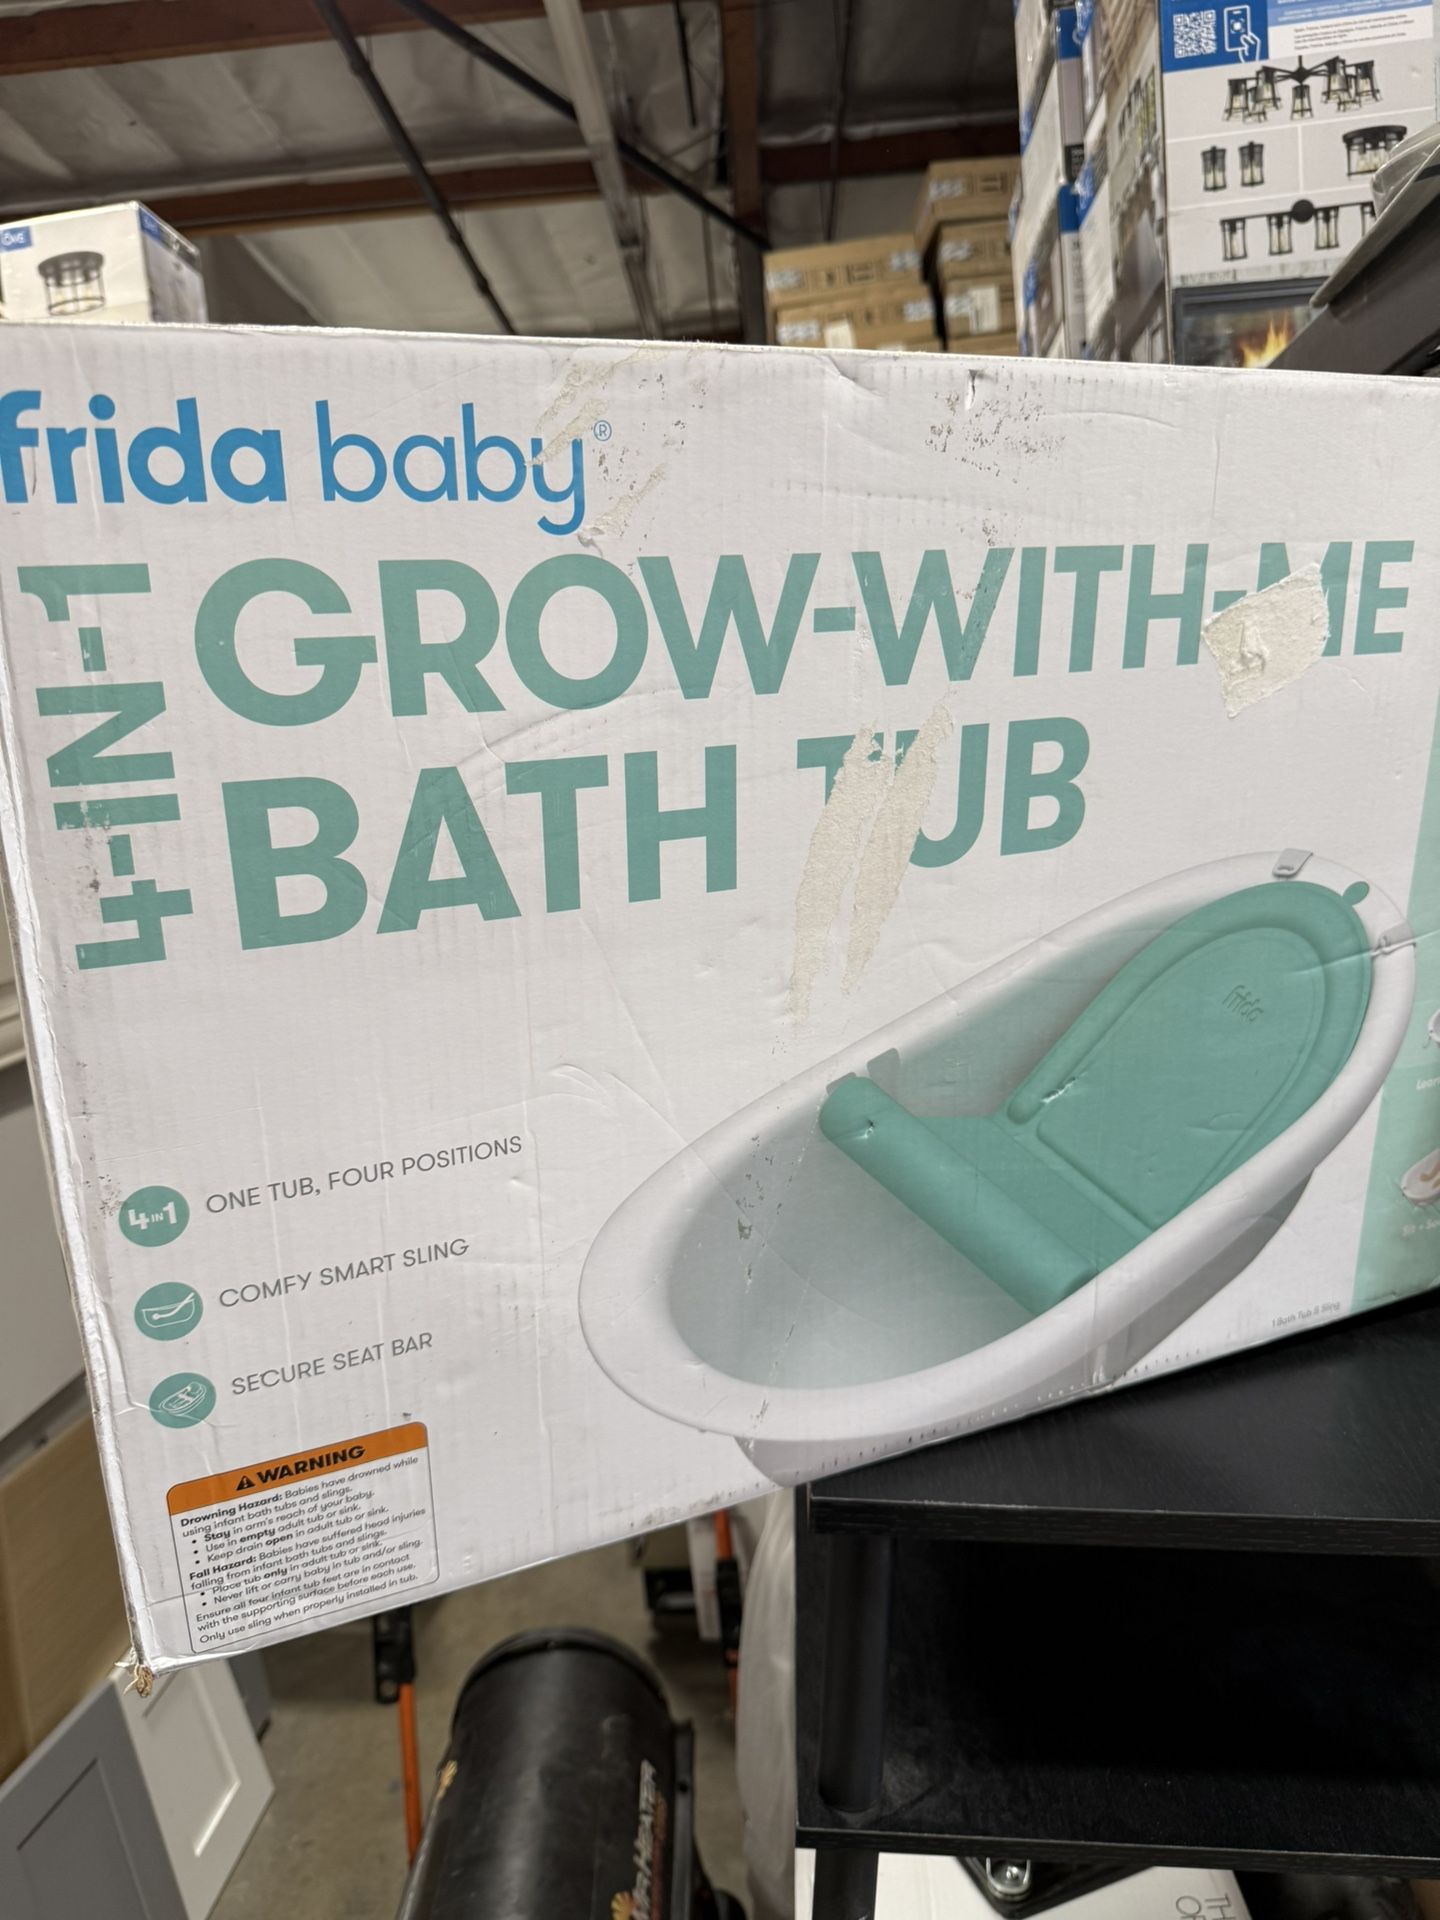 frida baby®
4-IN-1
GROW-WITH-ME
BATH TUB
frida
4 IN 1 ONE TUB, FOUR POSITIONS
COMFY SMART SLING
SECURE SEAT BAR
1 Bath Tub & Sling
WARNING
Drowning Hazard: Babies have drowned while
using infant bath tubs and slings.
• Stay in arm's reach of your baby.
• Use in empty adult tub or sink.
• Keep drain open in adult tub or sink.
Fall Hazard: Babies have suffered head injuries
falling from infant bath tubs and slings.
• Place tub only in adult tub or sink.
• Never lift or carry baby in tub and/or sling.
Ensure all four infant tub feet are in contact
with the supporting surface before each use.
Only use sling when properly installed in tub.
HEATER
TH
OF